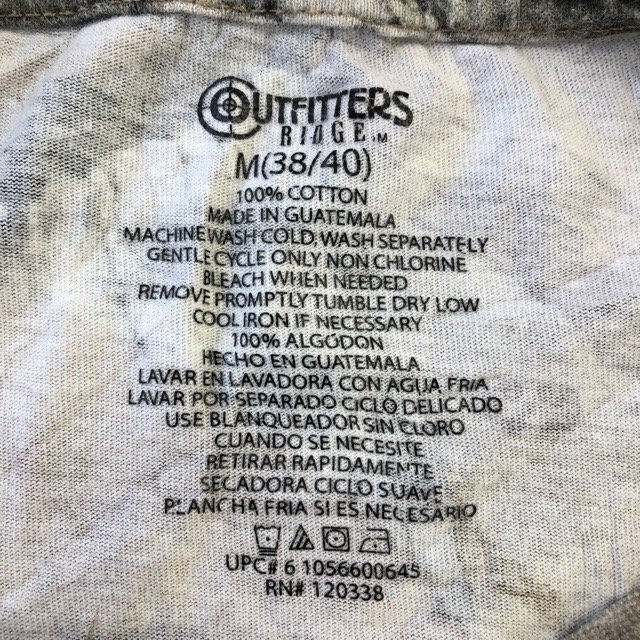 OUTFITTERS
RIDGE TM
M(38/40)
100% COTTON
MADE IN GUATEMALA
MACHINE WASH COLD, WASH SEPARATELY
GENTLE CYCLE ONLY NON CHLORINE
BLEACH WHEN NEEDED
REMOVE PROMPTLY TUMBLE DRY LOW
COOL IRON IF NECESSARY
100% ALGODON
HECHO EN GUATEMALA
LAVAR EN LAVADORA CON AGUA FRIA
LAVAR POR SEPARADO CICLO DELICADO
USE BLANQUEADOR SIN CLORO
CUANDO SE NECESITE
RETIRAR RAPIDAMENTE
SECADORA CICLO SUAVE
PLANCHA FRIA SI ES NECESARIO
UPC# 6 1056600645
RN# 120338